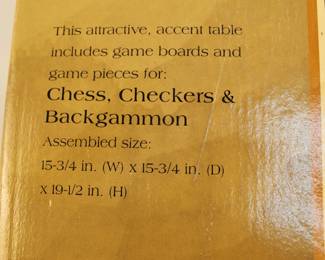 This attractive, accent table
includes game boards and
game pieces for:
Chess, Checkers &
Backgammon
Assembled size:
15-3/4 in. (W) x 15-3/4 in. (D)
x 19-1/2 in. (H)